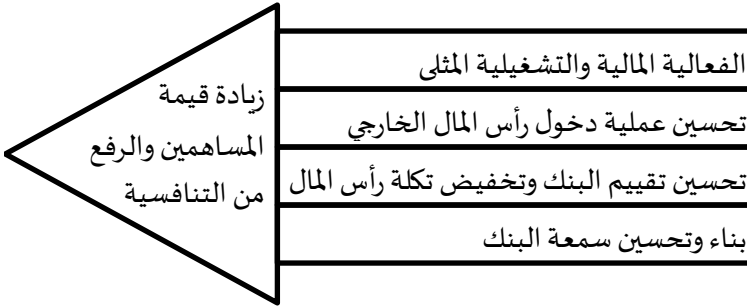 الفعالية المالية والتشغيلية المثلى
تحسين عملية دخول رأس المال الخارجي
تحسين تقييم البنك وتخفيض تكلة رأس المال
بناء وتحسين سمعة البنك
زيادة قيمة
المساهمين والرفع
من التنافسية